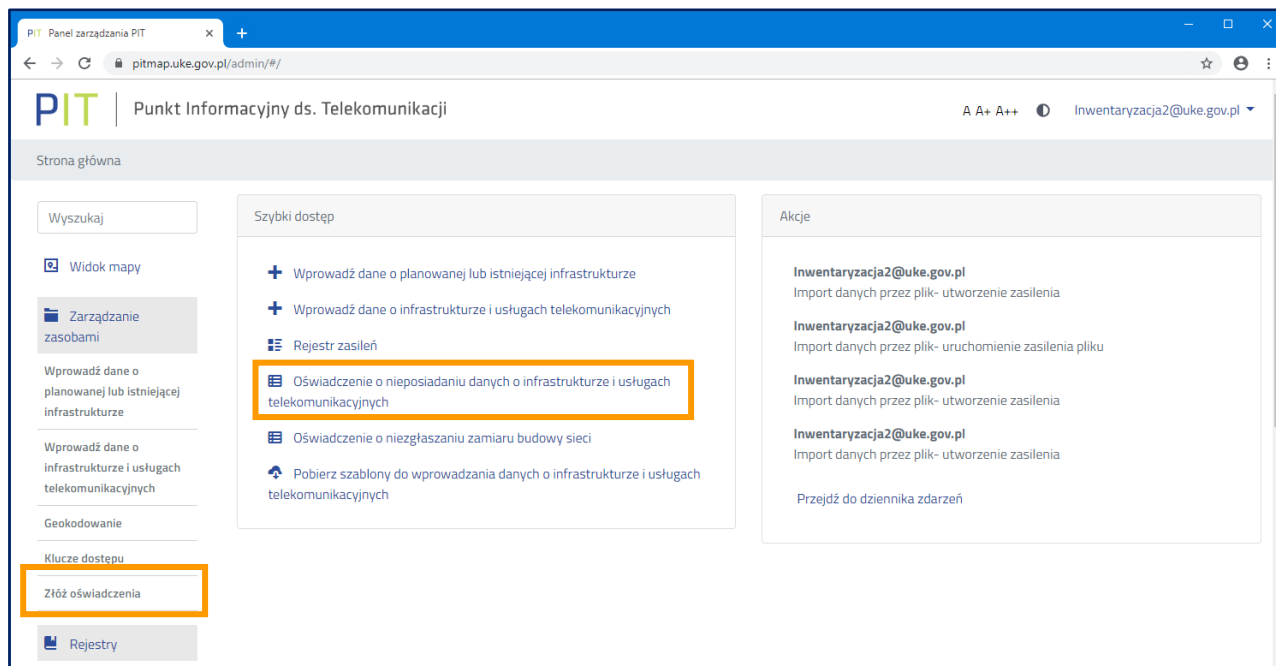 PIT Panel zarządzania PIT
pitmap.uke.gov.pl/admin/#/
PIT Punkt Informacyjny ds. Telekomunikacji
A A+ A++ Inwentaryzacja2@uke.gov.pl
Strona główna
Wyszukaj
Widok mapy
Zarządzanie
zasobami
Wprowadź dane o
planowanej lub istniejącej
infrastrukturze
Wprowadź dane o
infrastrukturze i usługach
telekomunikacyjnych
Geokodowanie
Klucze dostępu
Złóż oświadczenia
Rejestry
Szybki dostęp
Wprowadź dane o planowanej lub istniejącej infrastrukturze
Wprowadź dane o infrastrukturze i usługach telekomunikacyjnych
Rejestr zasileń
Oświadczenie o nieposiadaniu danych o infrastrukturze i usługach
telekomunikacyjnych
Oświadczenie o niezgłaszaniu zamiaru budowy sieci
Pobierz szablony do wprowadzania danych o infrastrukturze i usługach
telekomunikacyjnych
Akcje
Inwentaryzacja2@uke.gov.pl
Import danych przez plik- utworzenie zasilenia
Inwentaryzacja2@uke.gov.pl
Import danych przez plik- uruchomienie zasilenia pliku
Inwentaryzacja2@uke.gov.pl
Import danych przez plik- utworzenie zasilenia
Inwentaryzacja2@uke.gov.pl
Import danych przez plik- utworzenie zasilenia
Przejdź do dziennika zdarzeń